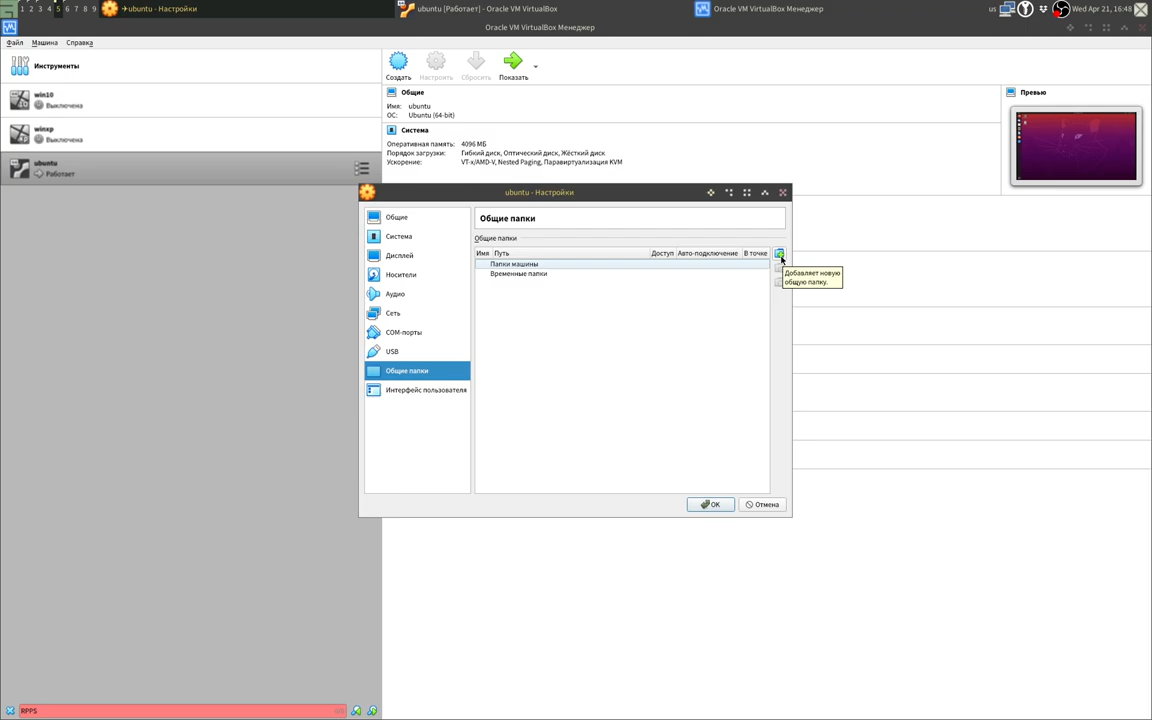 1 2 3 4 5 6 7 8 9
ubuntu - Настройки
ubuntu [Работает] - Oracle VM VirtualBox
Oracle VM VirtualBox Менеджер
us
Wed Apr 21, 16:48
Oracle VM VirtualBox Менеджер
Файл Машина Справка
Инструменты
win10
Выключена
winxp
Выключена
ubuntu
Работает
Создать Настроить Сбросить Показать
Общие
Имя: ubuntu
ОС: Ubuntu (64-bit)
Система
Оперативная память: 4096 МБ
Порядок загрузки: Гибкий диск, Оптический диск, Жёсткий диск
Ускорение: VT-x/AMD-V, Nested Paging, Паравиртуализация KVM
Превью
ubuntu - Настройки
Общие
Система
Дисплей
Носители
Аудио
Сеть
COM-порты
USB
Общие папки
Интерфейс пользователя
Общие папки
Общие папки
Имя Путь Доступ Авто-подключение В точке
Папки машины
Временные папки
Добавляет новую
общую папку.
OK Отмена
RPPS